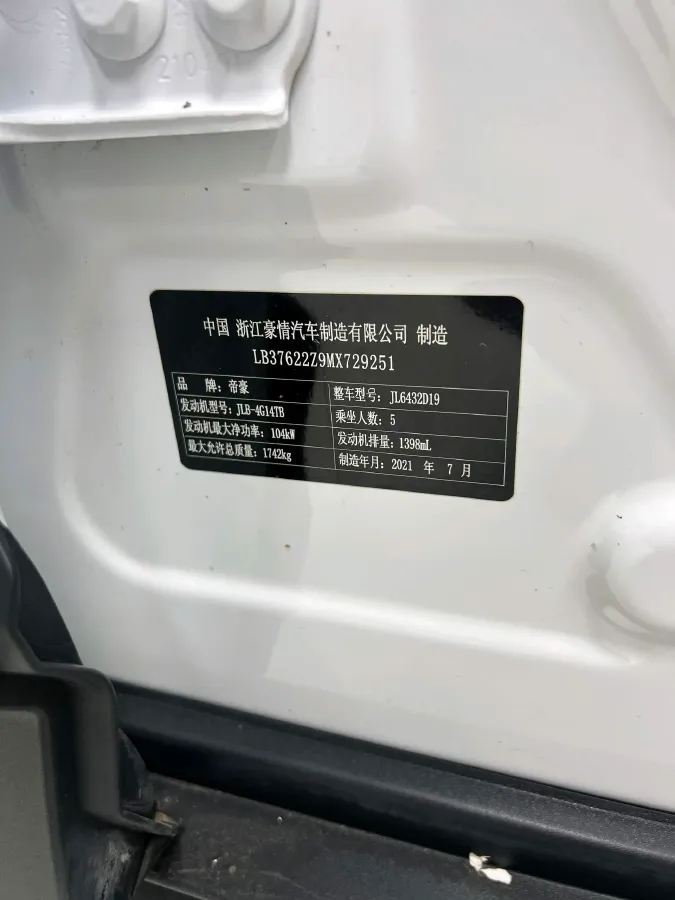 210
中国 浙江豪情汽车制造有限公司 制造
LB37622Z9MX729251
品 牌：帝豪
整车型号：JL6432D19
发动机型号：JLB-4G14TB
乘坐人数：5
发动机最大净功率：104kW
发动机排量：1398mL
最大允许总质量：1742kg
制造年月：2021 年 7 月